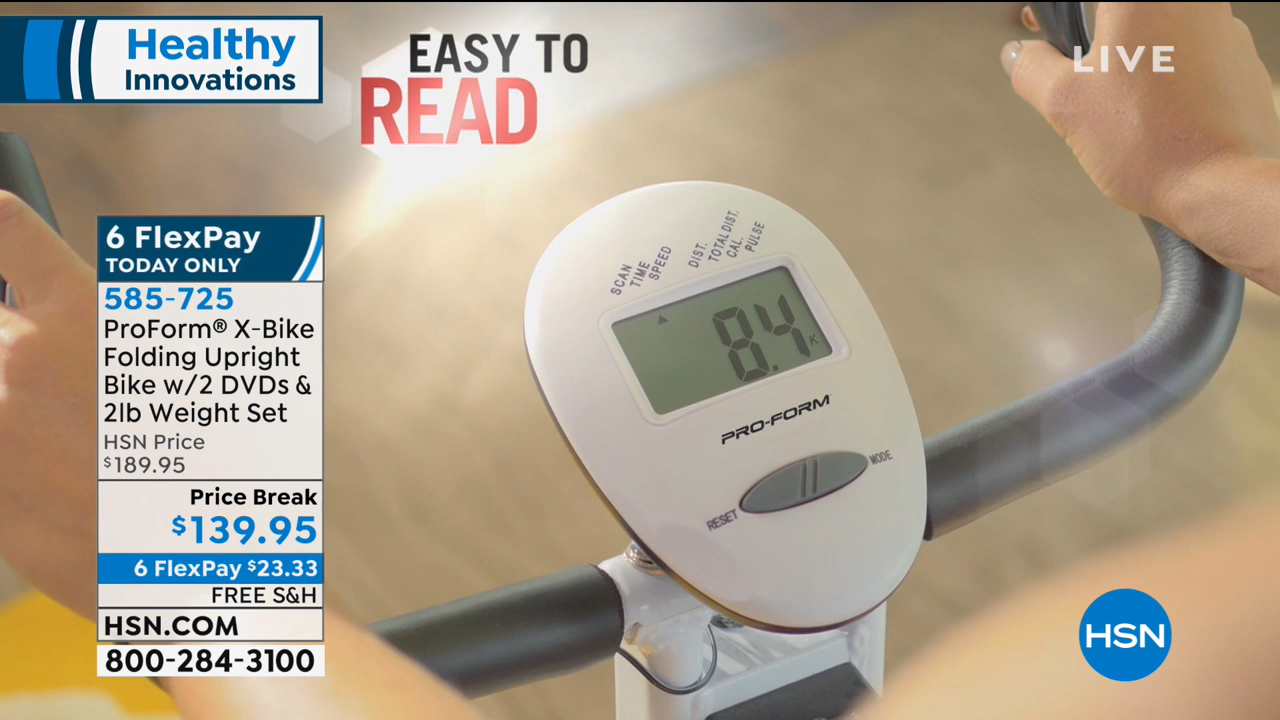 Healthy
Innovations
EASY TO
READ
LIVE
6 FlexPay
TODAY ONLY
585-725
ProForm® X-Bike
Folding Upright
Bike w/2 DVDs &
2lb Weight Set
HSN Price
$189.95
Price Break
$139.95
6 FlexPay $23.33
FREE S&H
HSN.COM
800-284-3100
SCAN
TIME
SPEED
DIST.
TOTAL DIST.
CAL.
PULSE
8.4 K
PRO-FORM
RESET
MODE
HSN